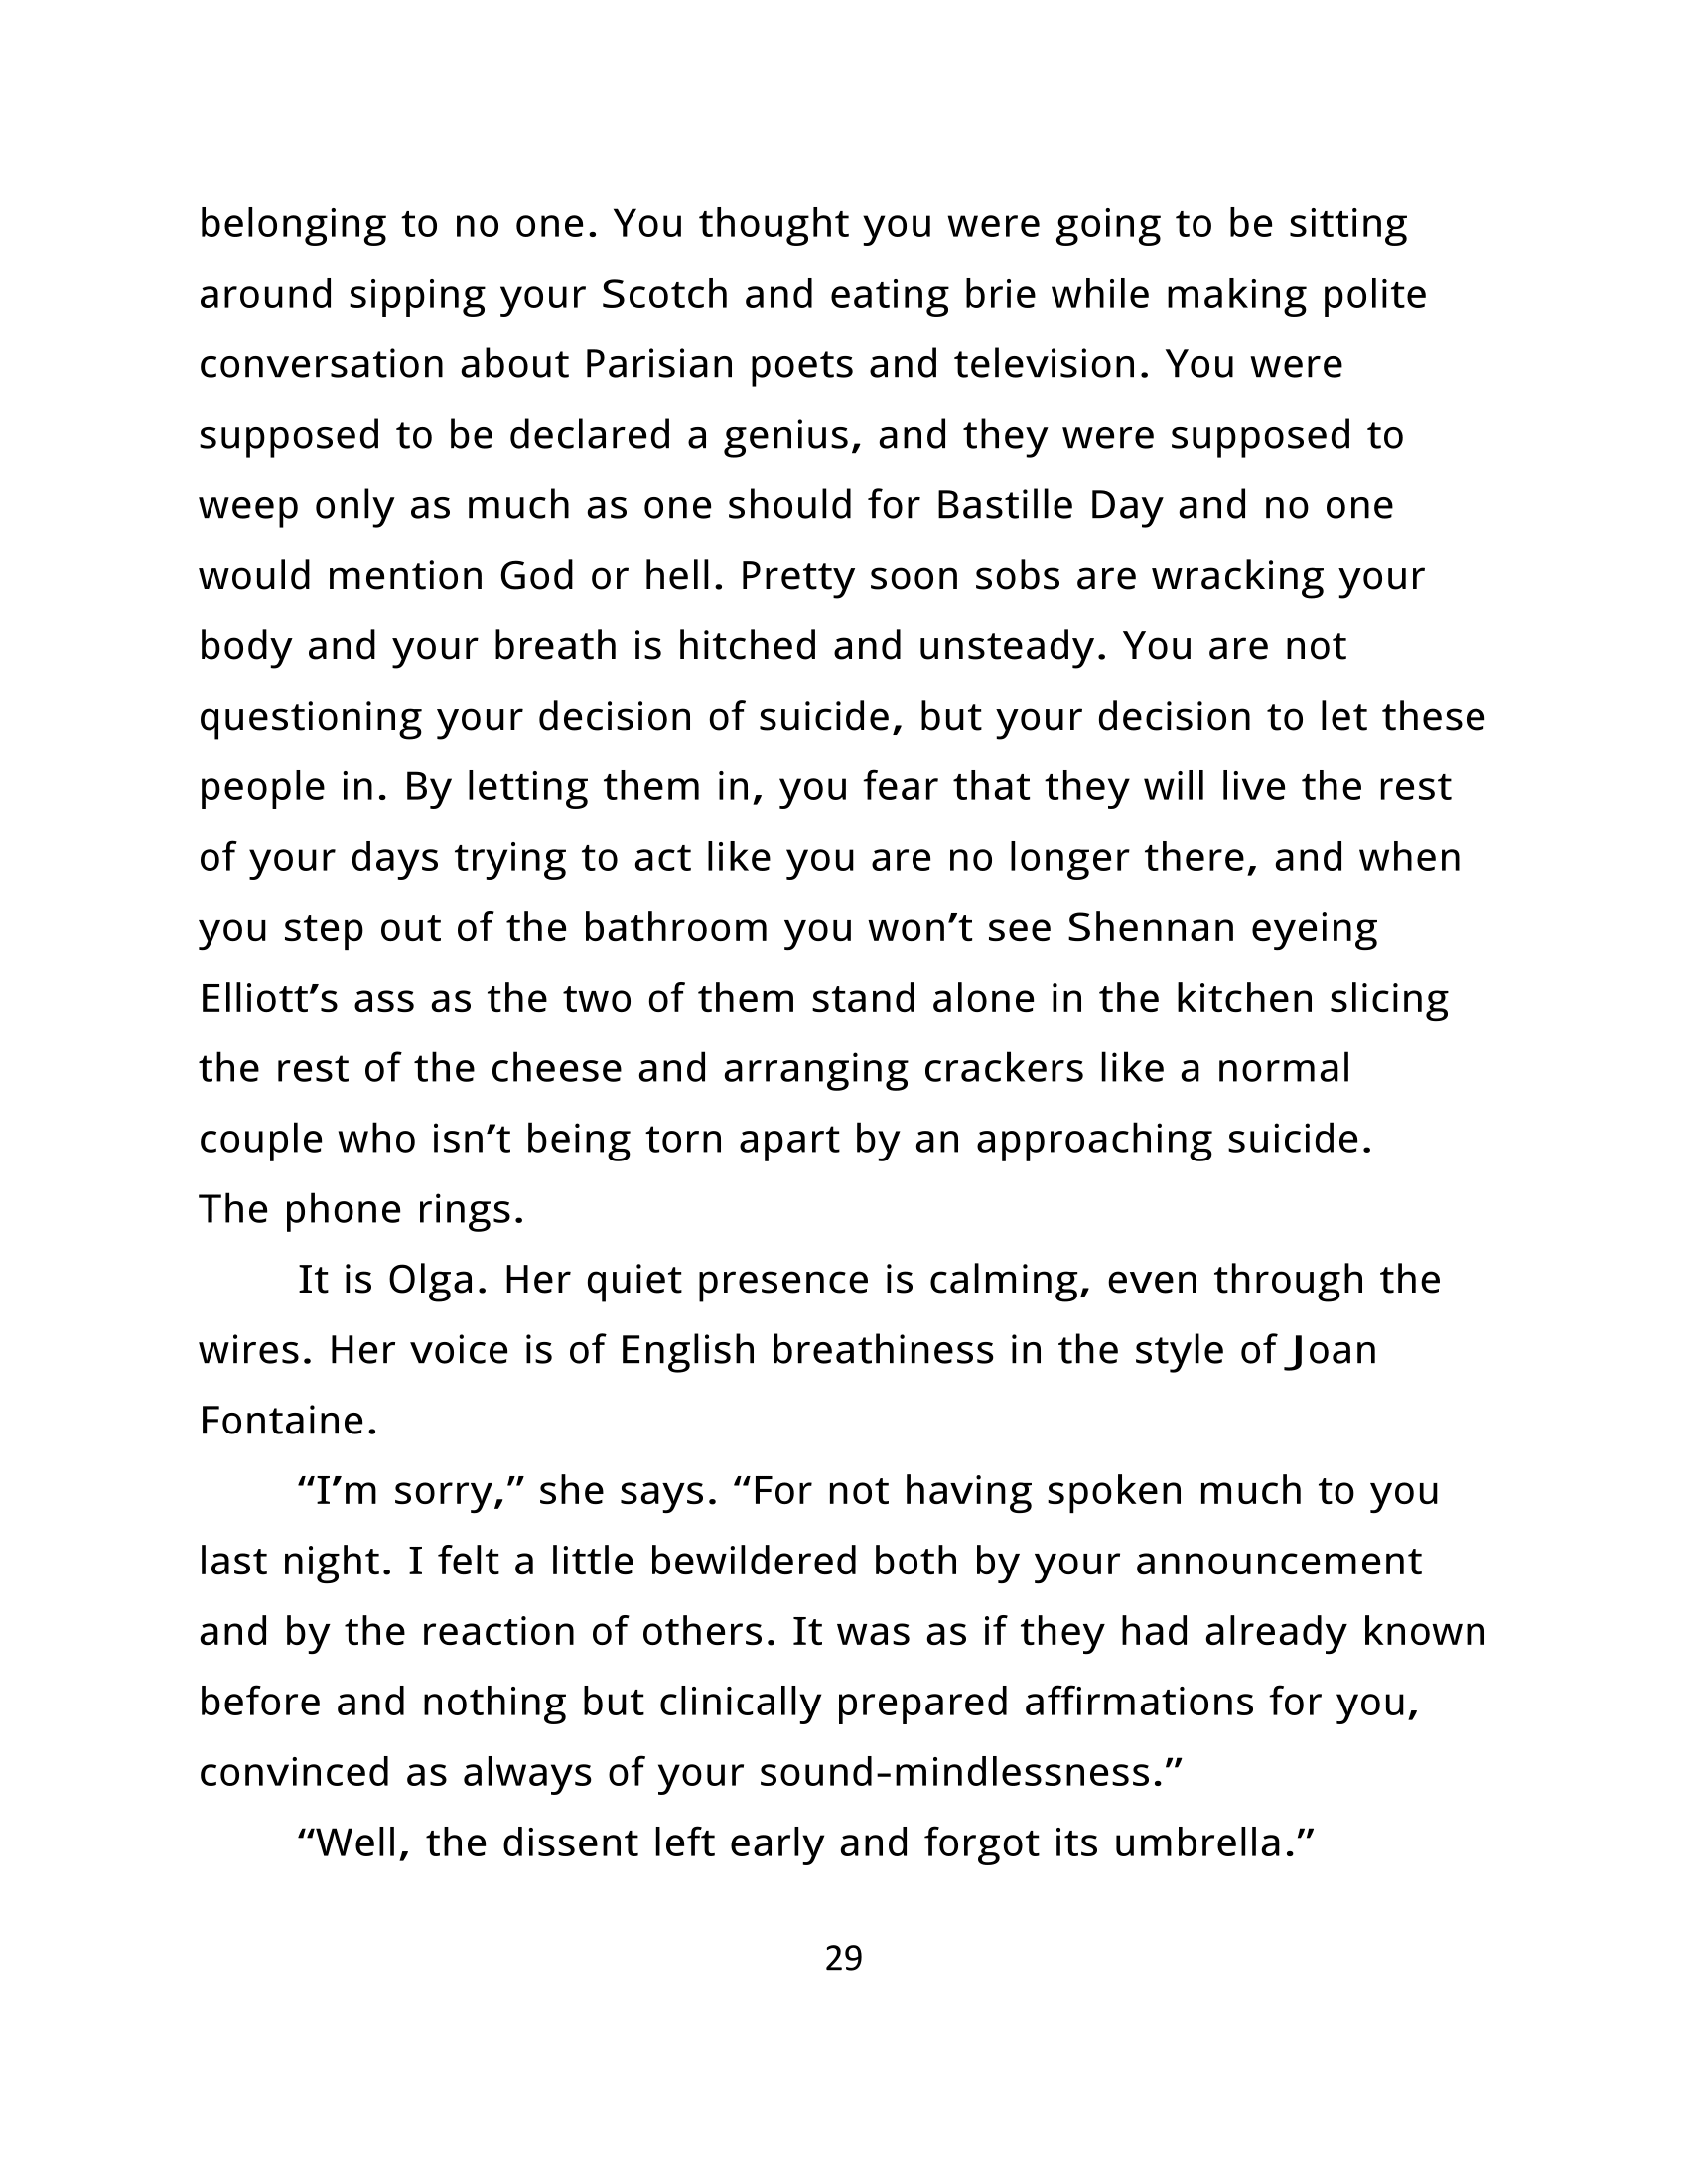 belonging to no one. You thought you were going to be sitting
around sipping your Scotch and eating brie while making polite
conversation about Parisian poets and television. You were
supposed to be declared a genius, and they were supposed to
weep only as much as one should for Bastille Day and no one
would mention God or hell. Pretty soon sobs are wracking your
body and your breath is hitched and unsteady. You are not
questioning your decision of suicide, but your decision to let these
people in. By letting them in, you fear that they will live the rest
of your days trying to act like you are no longer there, and when
you step out of the bathroom you won’t see Shennan eyeing
Elliott’s ass as the two of them stand alone in the kitchen slicing
the rest of the cheese and arranging crackers like a normal
couple who isn’t being torn apart by an approaching suicide.
The phone rings.
It is Olga. Her quiet presence is calming, even through the
wires. Her voice is of English breathiness in the style of Joan
Fontaine.
“I’m sorry,” she says. “For not having spoken much to you
last night. I felt a little bewildered both by your announcement
and by the reaction of others. It was as if they had already known
before and nothing but clinically prepared affirmations for you,
convinced as always of your sound-mindlessness.”
“Well, the dissent left early and forgot its umbrella.”
29